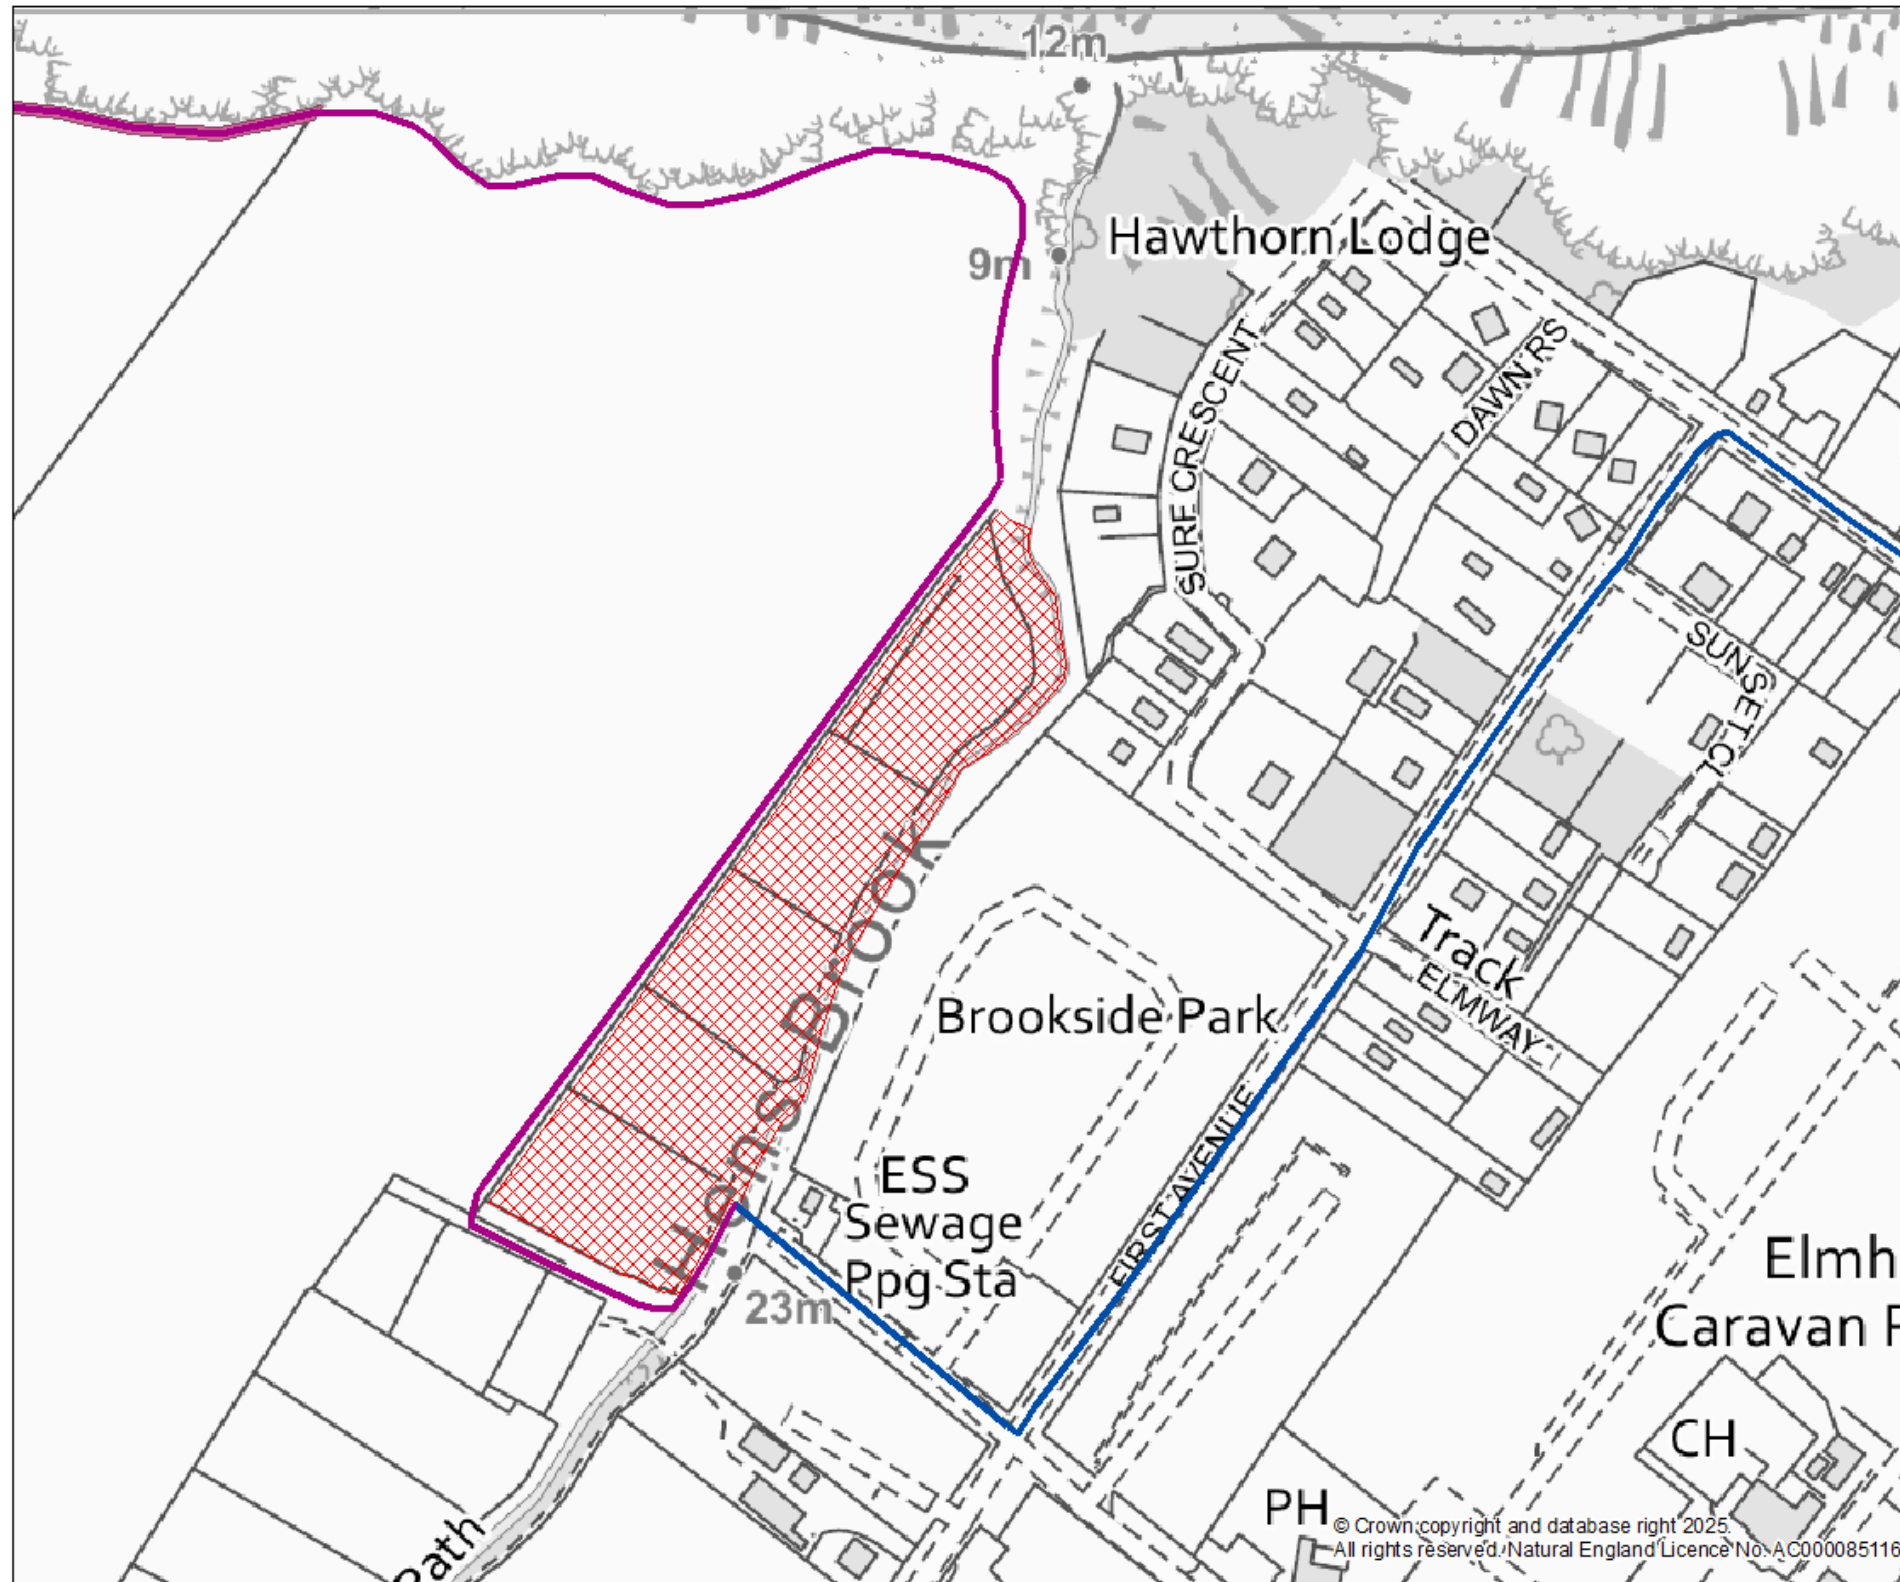 12m
Hawthorn Lodge
9m
SURF CRESCENT
DAWN RS
SUNSET CL
Hens Brook
Track
ELMWAY
Brookside Park
FIRST AVENUE
ESS
Sewage
Ppg Sta
23m
Elmh
Caravan P
CH
PH
Path
© Crown copyright and database right 2025.
All rights reserved. Natural England Licence No. AC000085116